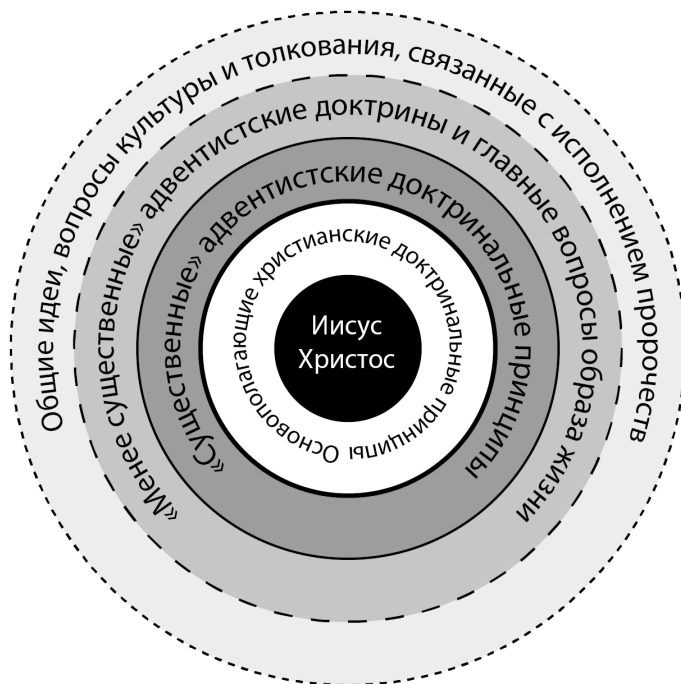 Общие идеи, вопросы культуры и толкования, связанные с исполнением пророчеств
«Менее существенные» адвентистские доктрины и главные вопросы образа жизни
«Существенные» адвентистские доктринальные принципы
Основополагающие христианские доктринальные принципы
Иисус
Христос